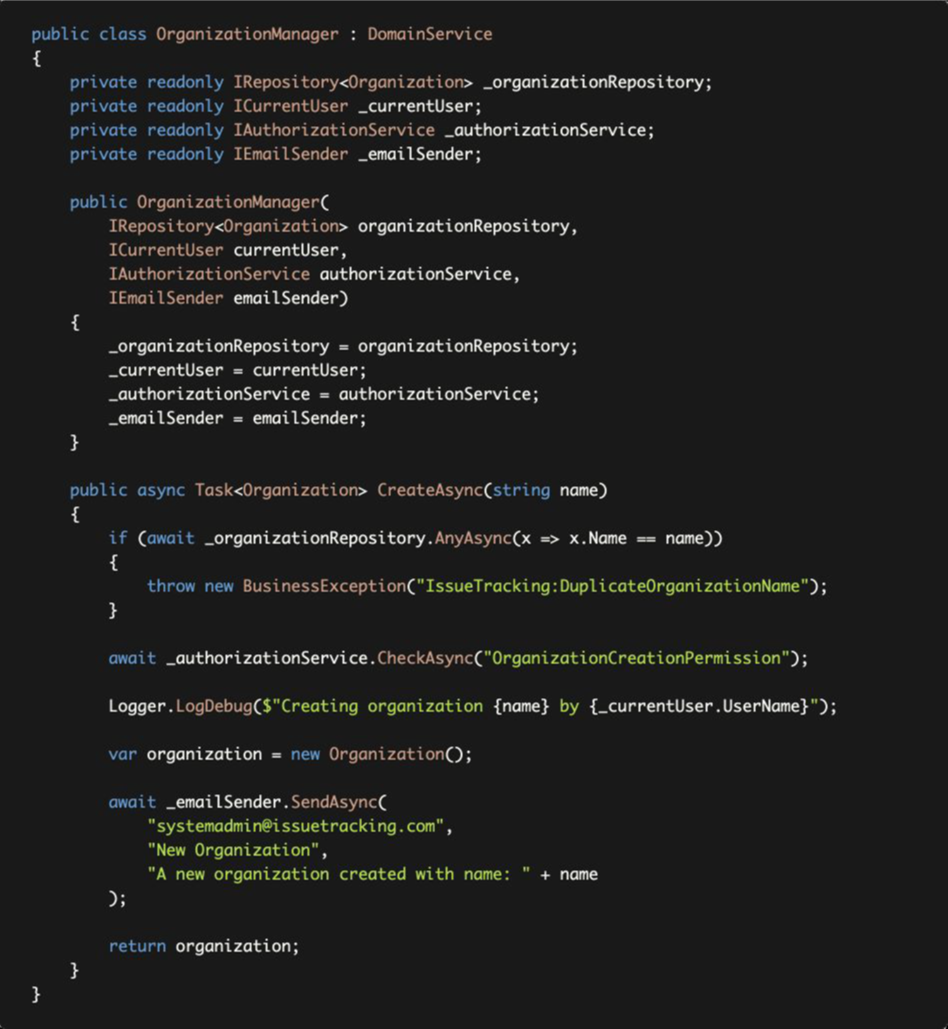 public class OrganizationManager : DomainService
{
    private readonly IRepository<Organization> _organizationRepository;
    private readonly ICurrentUser _currentUser;
    private readonly IAuthorizationService _authorizationService;
    private readonly IEmailSender _emailSender;

    public OrganizationManager(
        IRepository<Organization> organizationRepository,
        ICurrentUser currentUser,
        IAuthorizationService authorizationService,
        IEmailSender emailSender)
    {
        _organizationRepository = organizationRepository;
        _currentUser = currentUser;
        _authorizationService = authorizationService;
        _emailSender = emailSender;
    }

    public async Task<Organization> CreateAsync(string name)
    {
        if (await _organizationRepository.AnyAsync(x => x.Name == name))
        {
            throw new BusinessException("IssueTracking:DuplicateOrganizationName");
        }

        await _authorizationService.CheckAsync("OrganizationCreationPermission");

        Logger.LogDebug($"Creating organization {name} by {_currentUser.UserName}");

        var organization = new Organization();

        await _emailSender.SendAsync(
            "systemadmin@issuetracking.com",
            "New Organization",
            "A new organization created with name: " + name
        );

        return organization;
    }
}